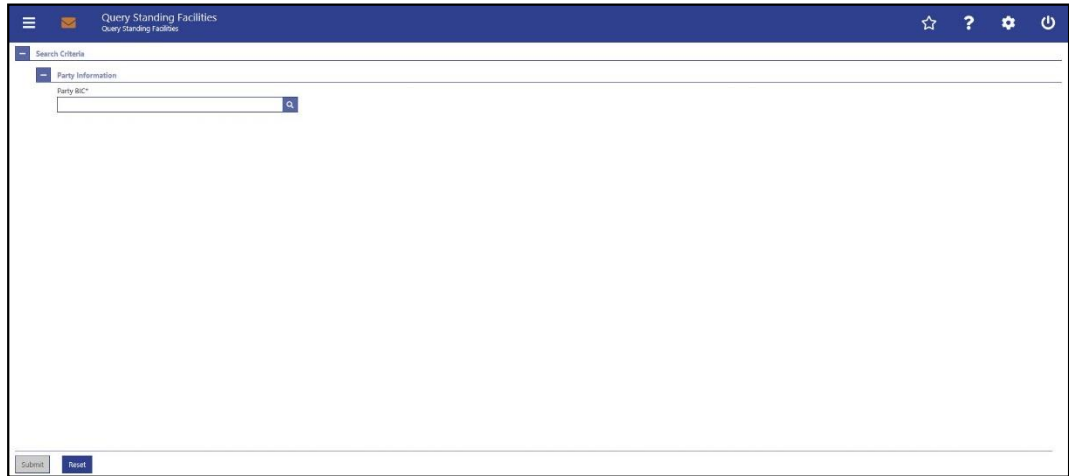 Query Standing Facilities
Query Standing Facilities
Search Criteria
Party Information
Party BIC*
Submit
Reset